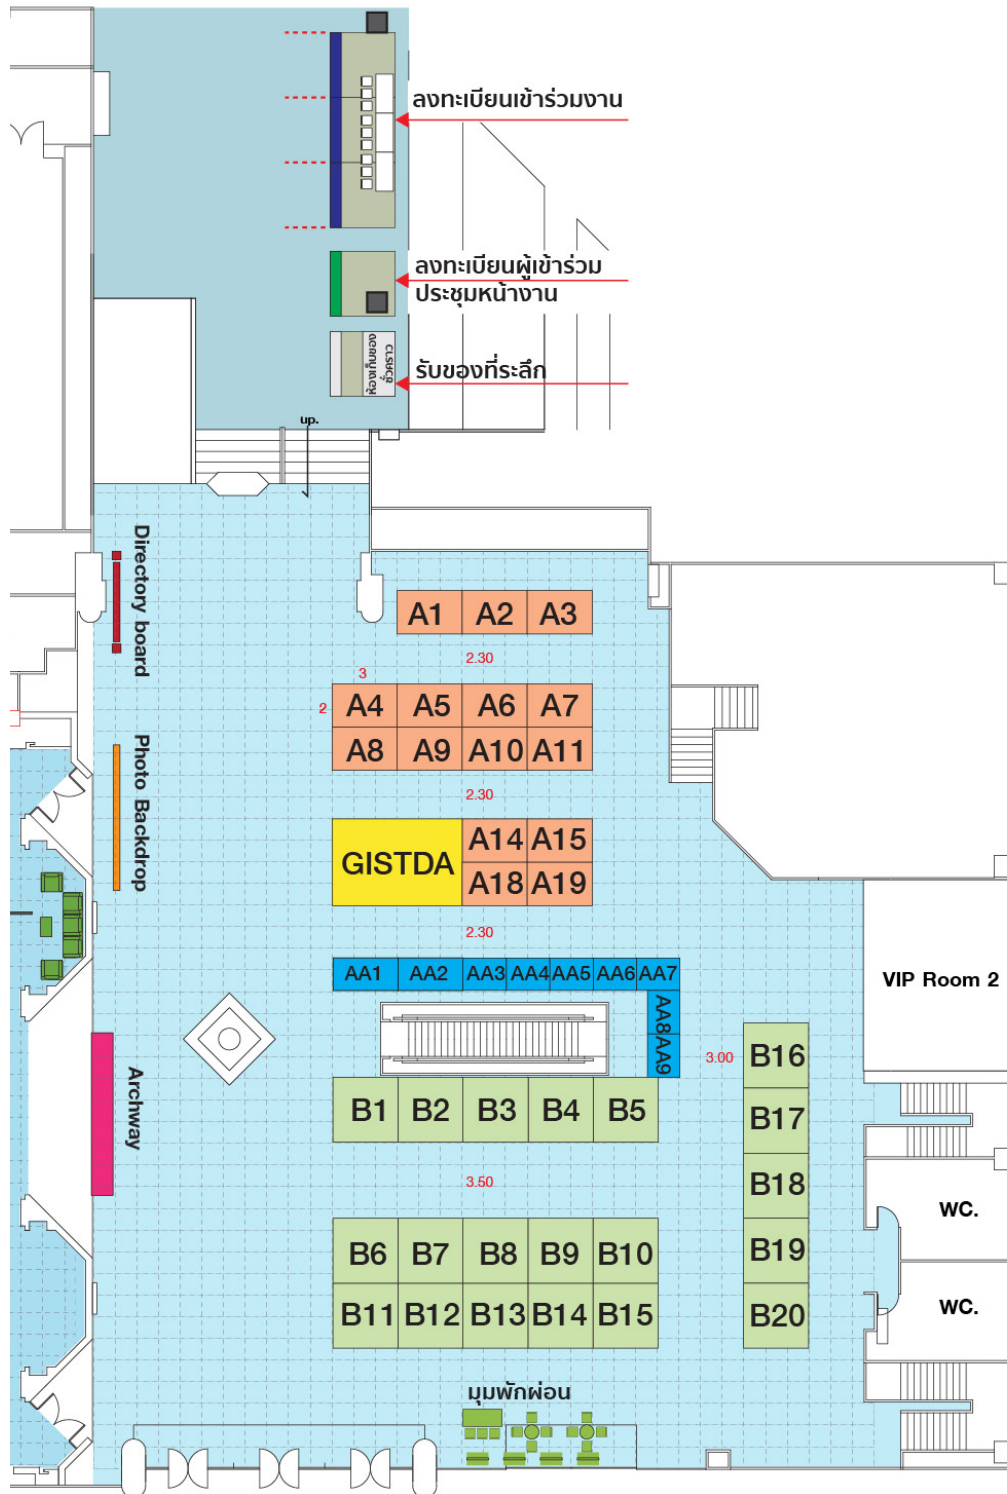 ลงทะเบียนเข้าร่วมงาน
ลงทะเบียนผู้เข้าร่วม
ประชุมหน้างาน
รับของที่ระลึก
up.
Directory board
A1 A2 A3
2.30
3
2
A4 A5 A6 A7
A8 A9 A10 A11
Photo Backdrop
2.30
GISTDA
A14 A15
A18 A19
2.30
AA1 AA2 AA3 AA4 AA5 AA6 AA7
AA8
AA9
VIP Room 2
3.00
Archway
B1 B2 B3 B4 B5
3.50
B6 B7 B8 B9 B10
B11 B12 B13 B14 B15
B16
B17
B18
B19
B20
WC.
WC.
มุมพักผ่อน